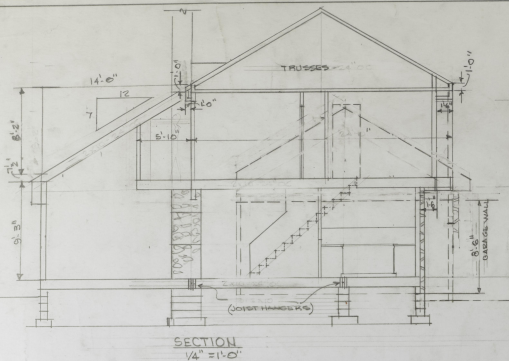 N
14'-0"
12
7
1'-0"
1'-0"
TRUSSES
1'-0"
8'-2"
5'-10"
9'-3"
8'-6"
GARAGE WALL
(JOIST HANGERS)
SECTION
1/4" = 1'-0"